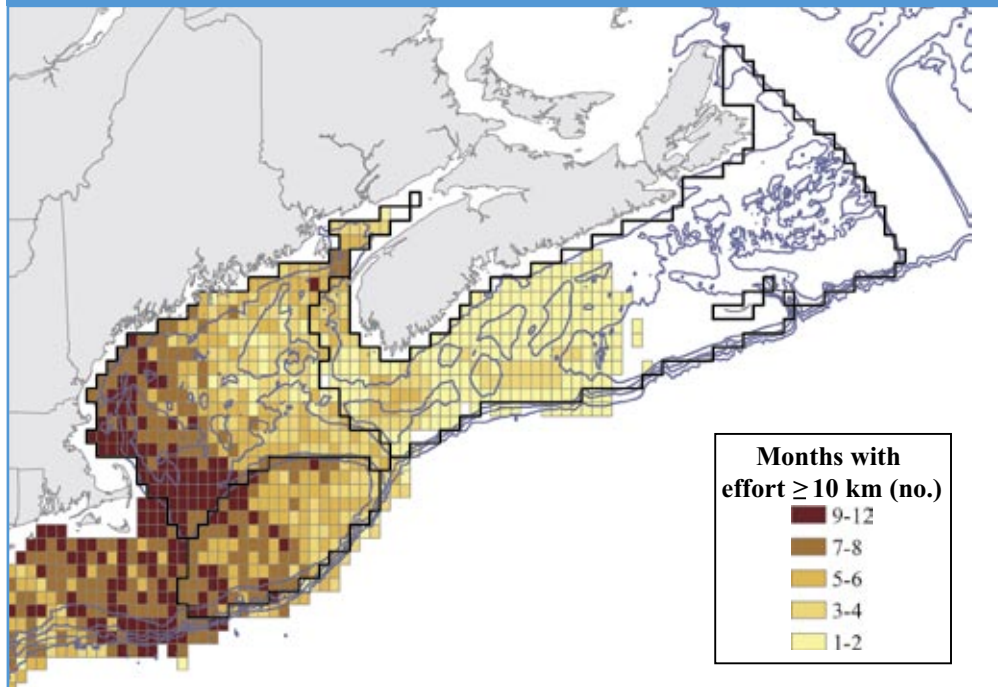 Months with
effort ≥ 10 km (no.)
9-12
7-8
5-6
3-4
1-2